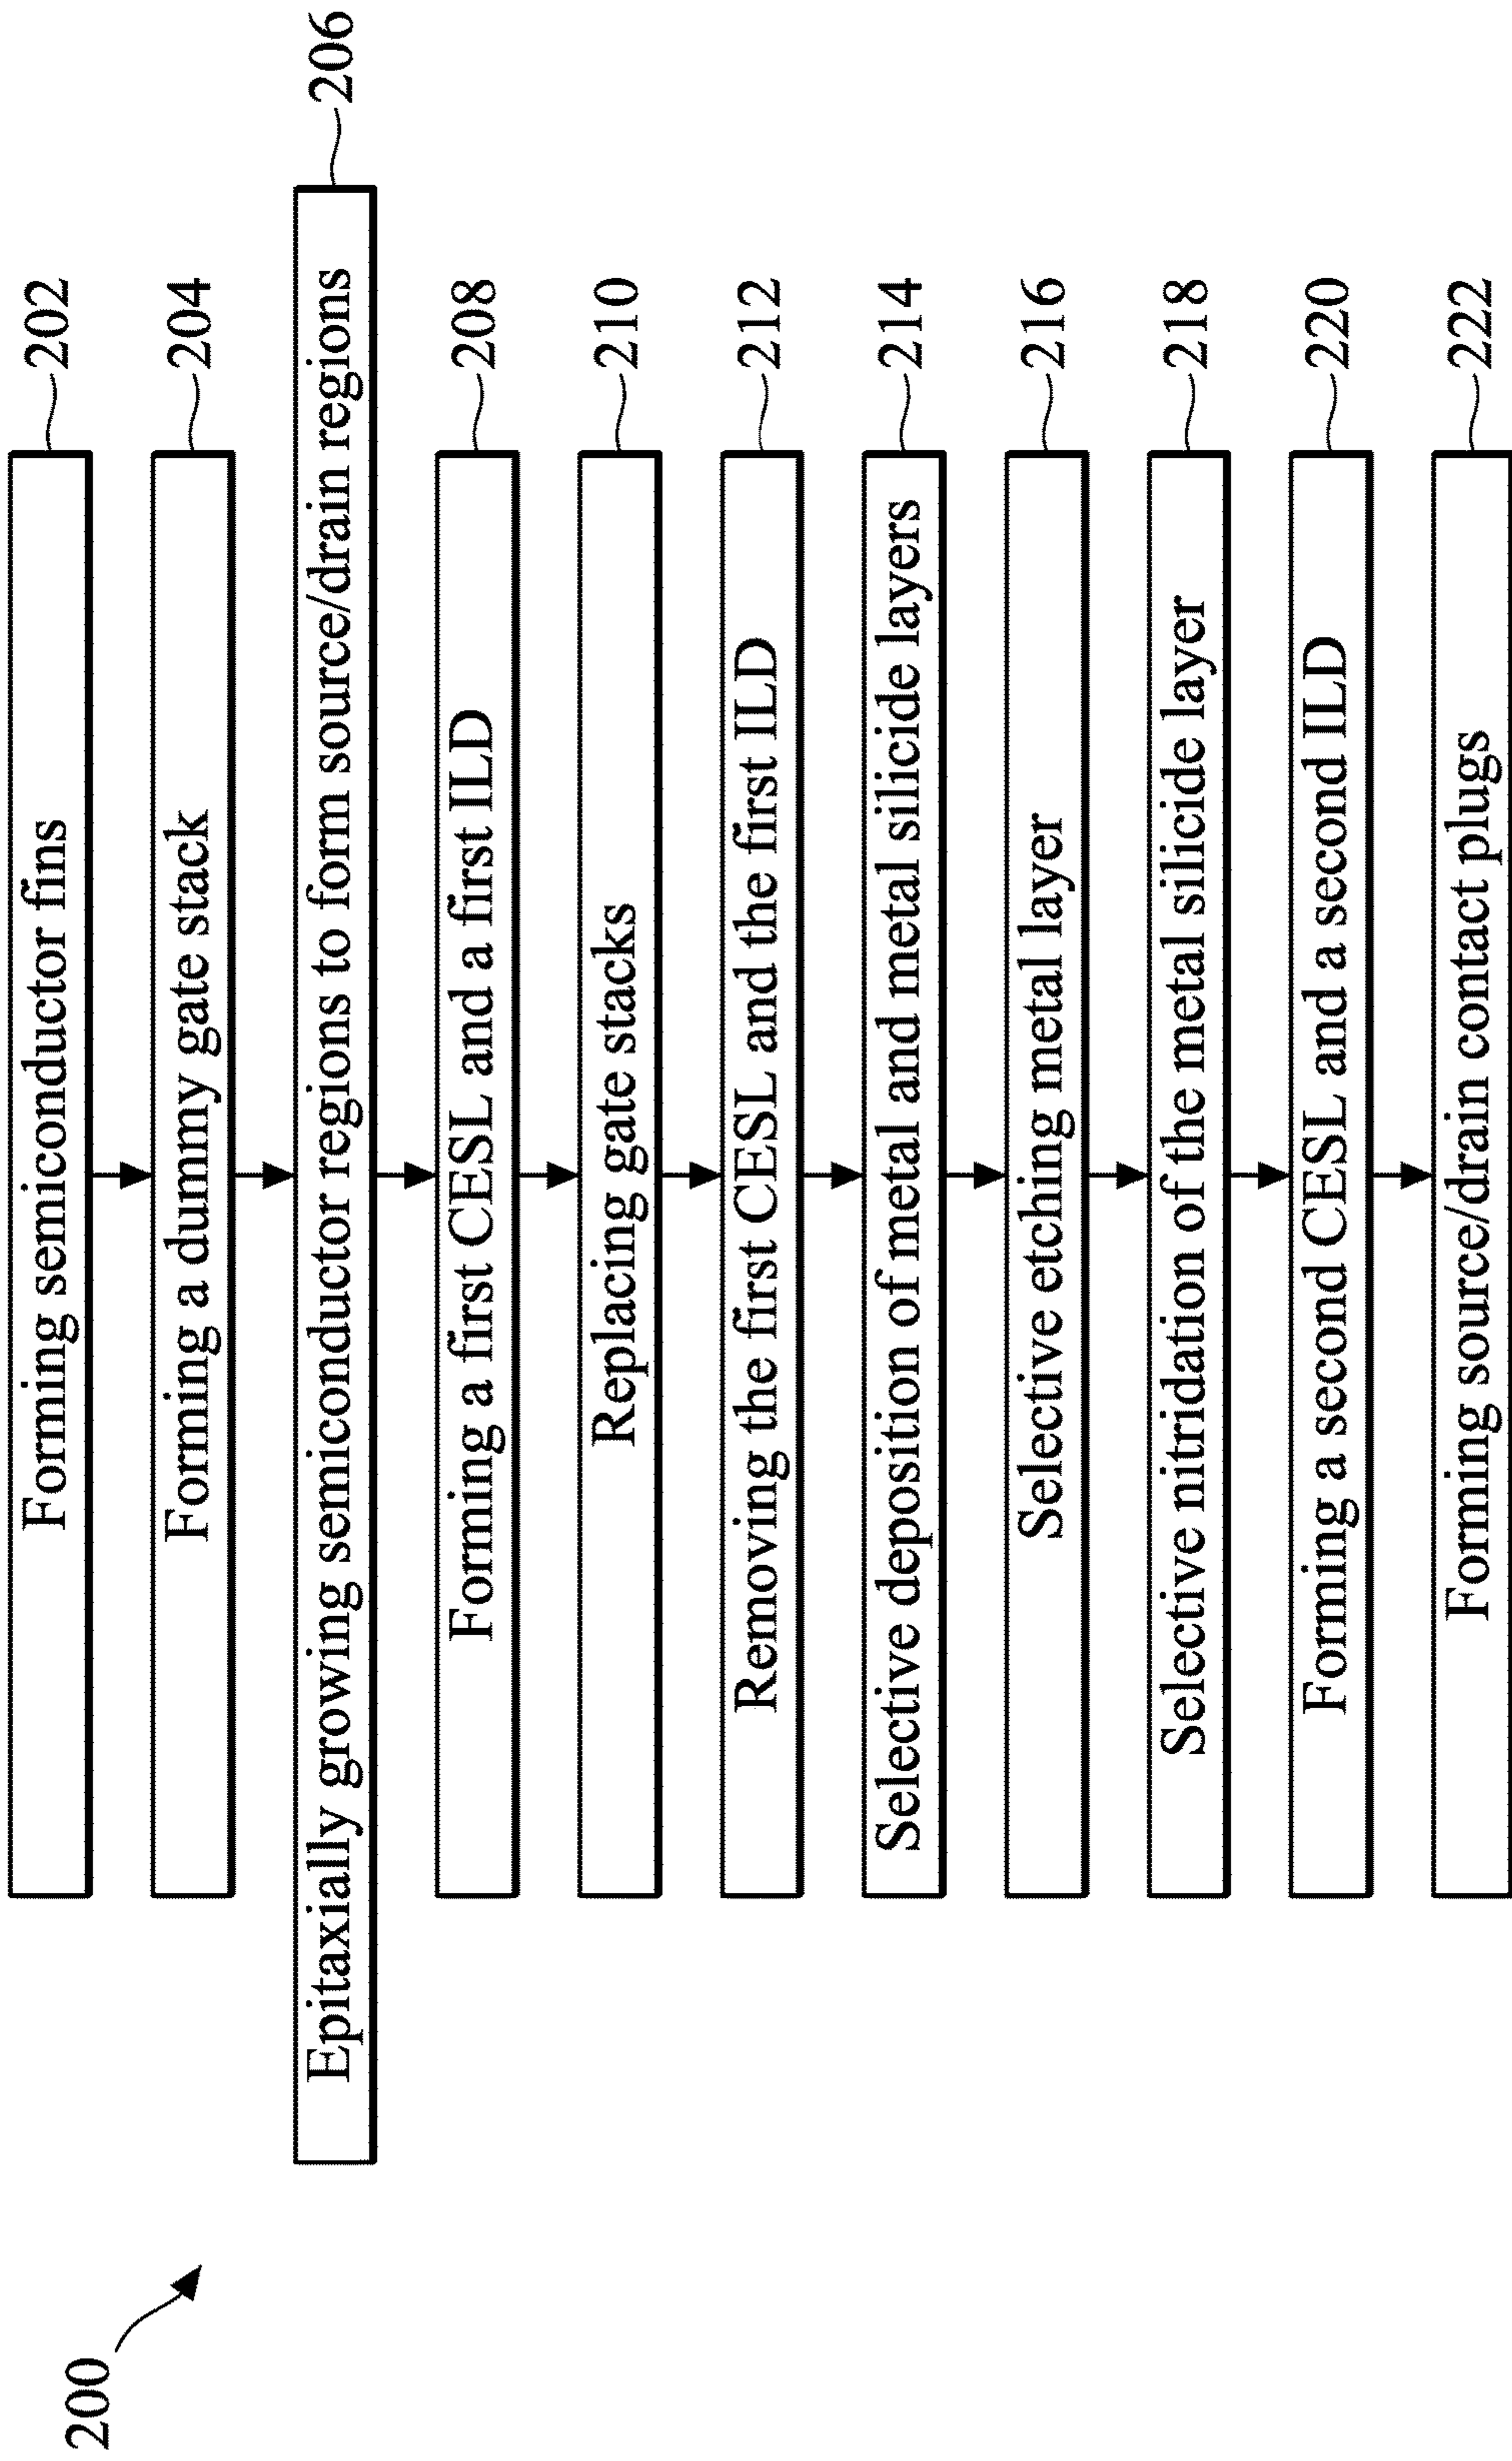 200
Forming semiconductor fins 202
Forming a dummy gate stack 204
Epitaxially growing semiconductor regions to form source/drain regions 206
Forming a first CESL and a first ILD 208
Replacing gate stacks 210
Removing the first CESL and the first ILD 212
Selective deposition of metal and metal silicide layers 214
Selective etching metal layer 216
Selective nitridation of the metal silicide layer 218
Forming a second CESL and a second ILD 220
Forming source/drain contact plugs 222